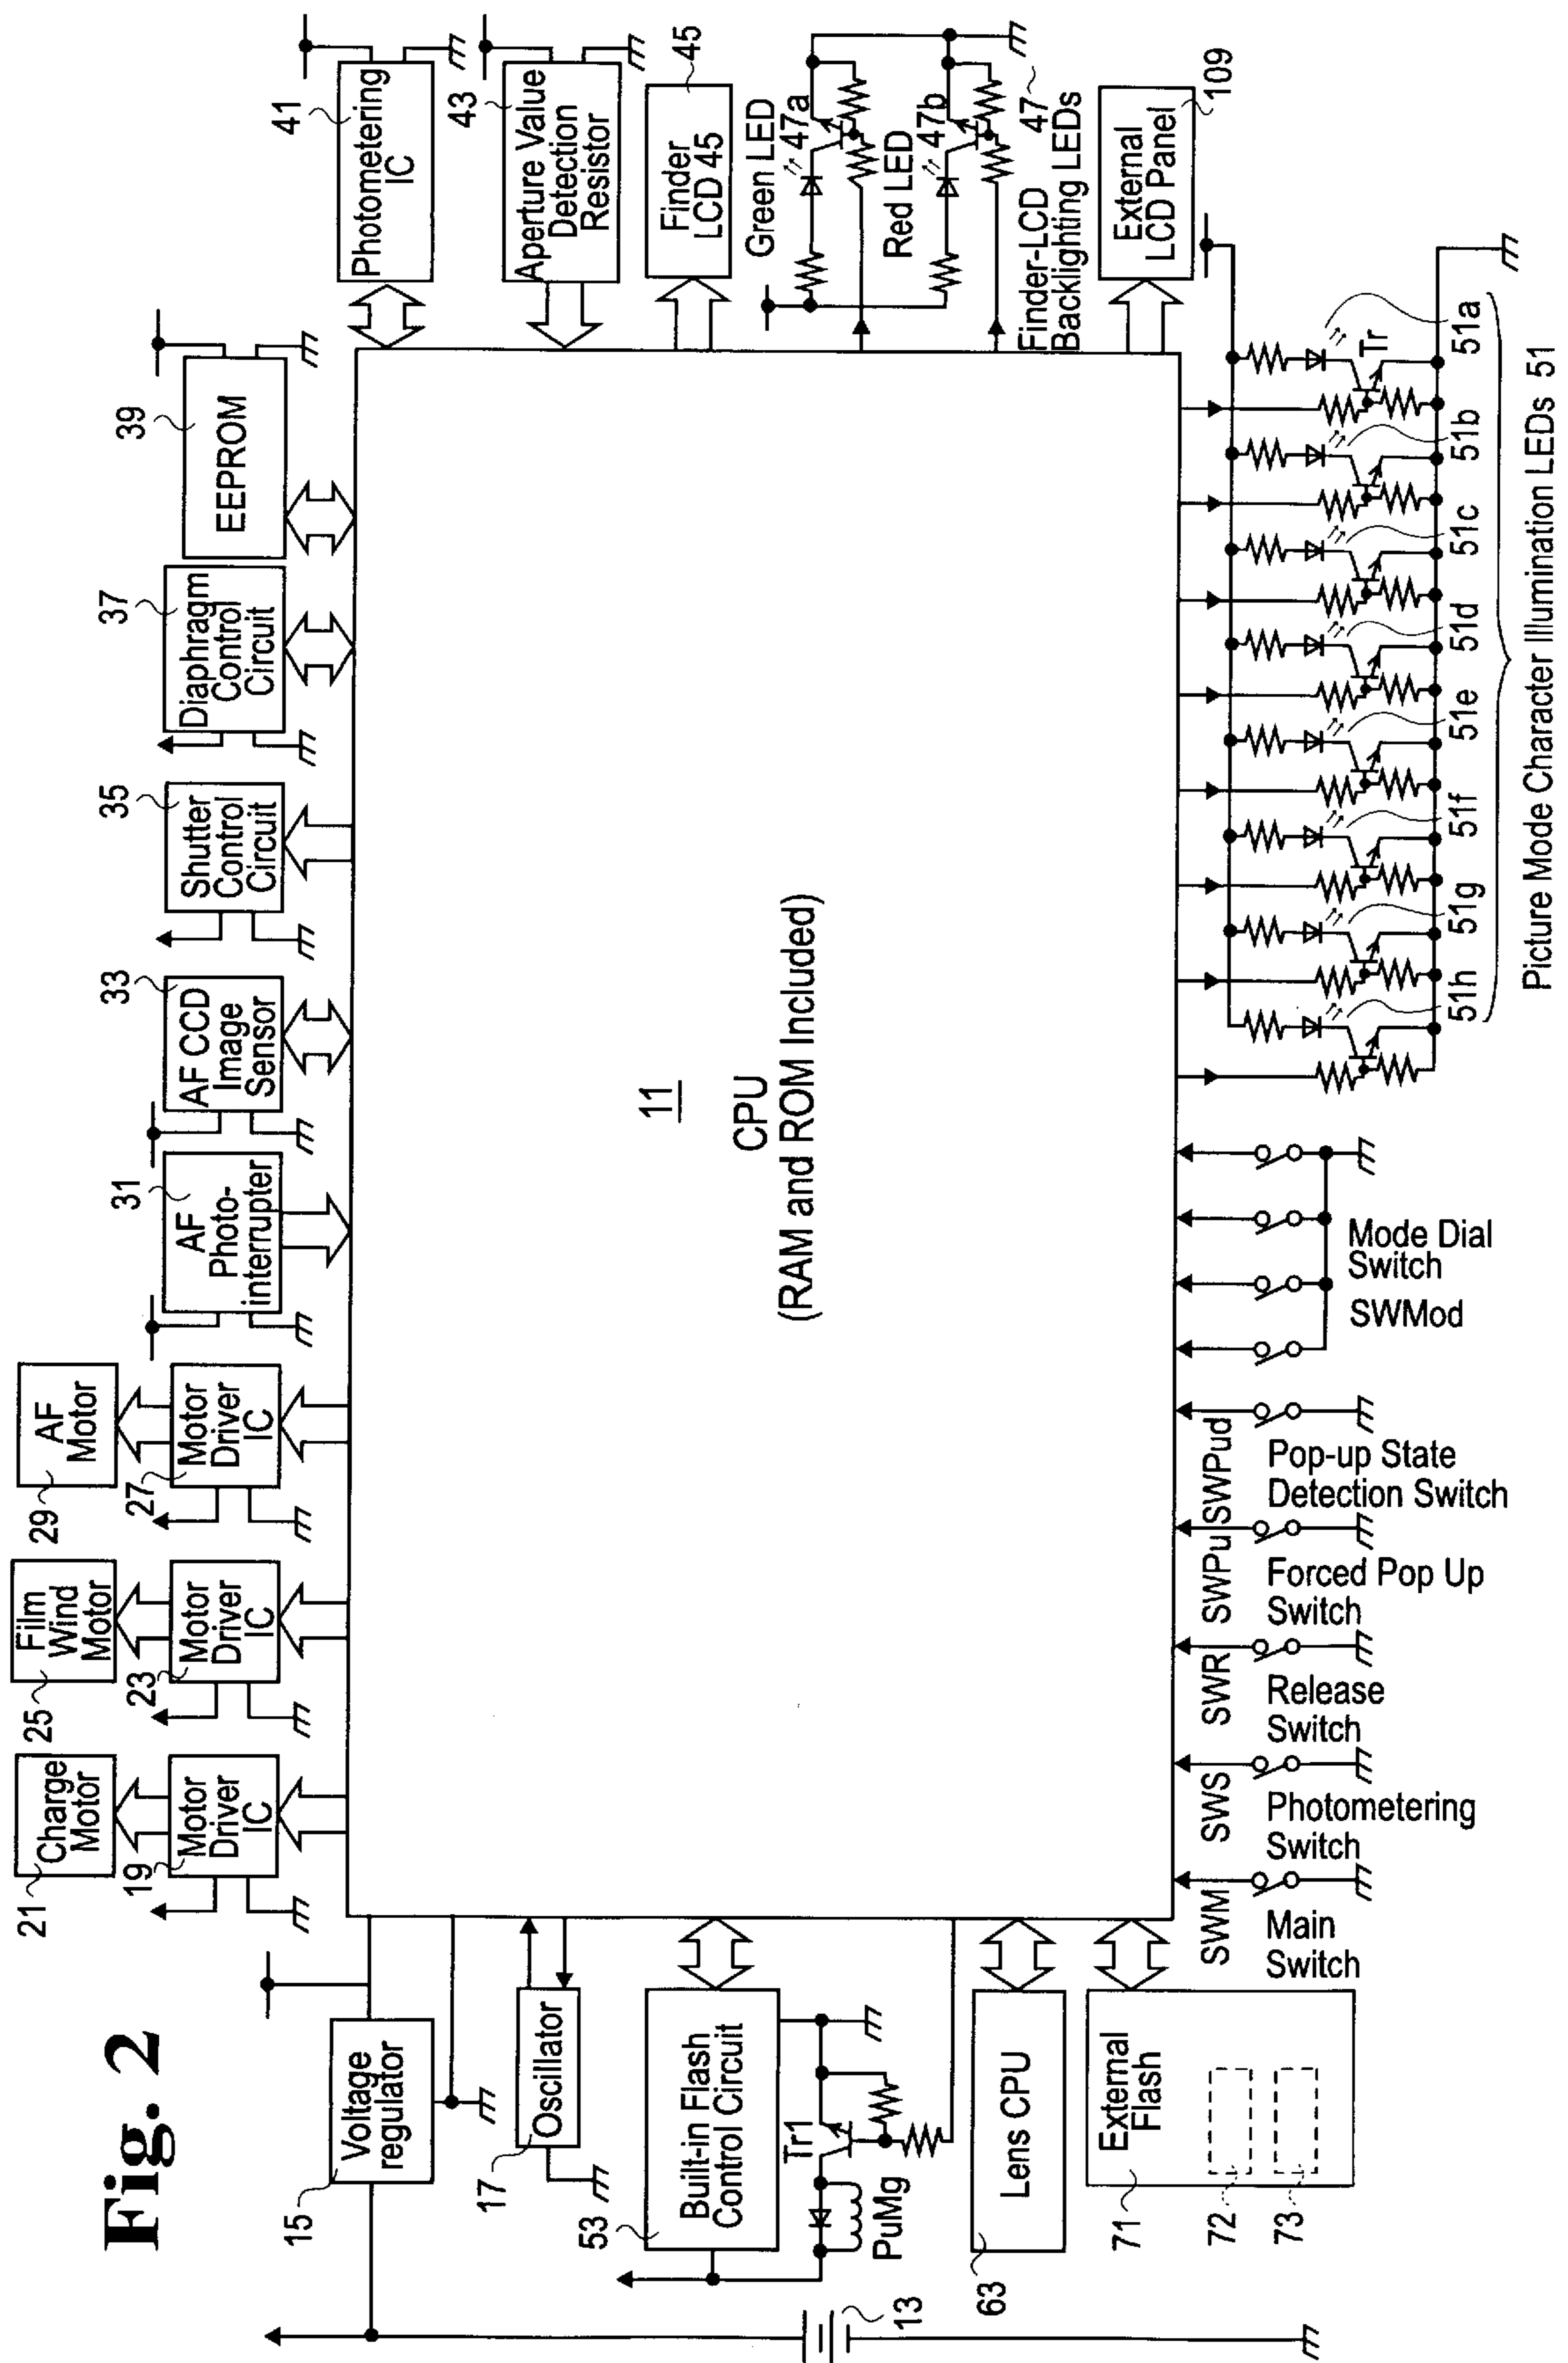 Fig. 2
21
Charge
Motor
25
Film
Wind
Motor
29
AF
Motor
19
Motor
Driver
IC
23
Motor
Driver
IC
27
Motor
Driver
IC
31
AF
Photo-
interrupter
33
AF CCD
Image
Sensor
35
Shutter
Control
Circuit
37
Diaphragm
Control
Circuit
39
EEPROM
41
Photometering
IC
43
Aperture Value
Detection
Resistor
45
Finder
LCD 45
Green LED
47a
Red LED
47b
47
Finder-LCD
Backlighting LEDs
109
External
LCD Panel
15
Voltage
regulator
17
Oscillator
53
Built-in Flash
Control Circuit
Tr1
PuMg
13
63
Lens CPU
71
External
Flash
72
73
11
CPU
(RAM and ROM Included)
SWM
Main
Switch
SWS
Photometering
Switch
SWR
Release
Switch
SWPu
Forced Pop Up
Switch
SWPud
Pop-up State
Detection Switch
Mode Dial
Switch
SWMod
Tr
51h
51g
51f
51e
51d
51c
51b
51a
Picture Mode Character Illumination LEDs 51